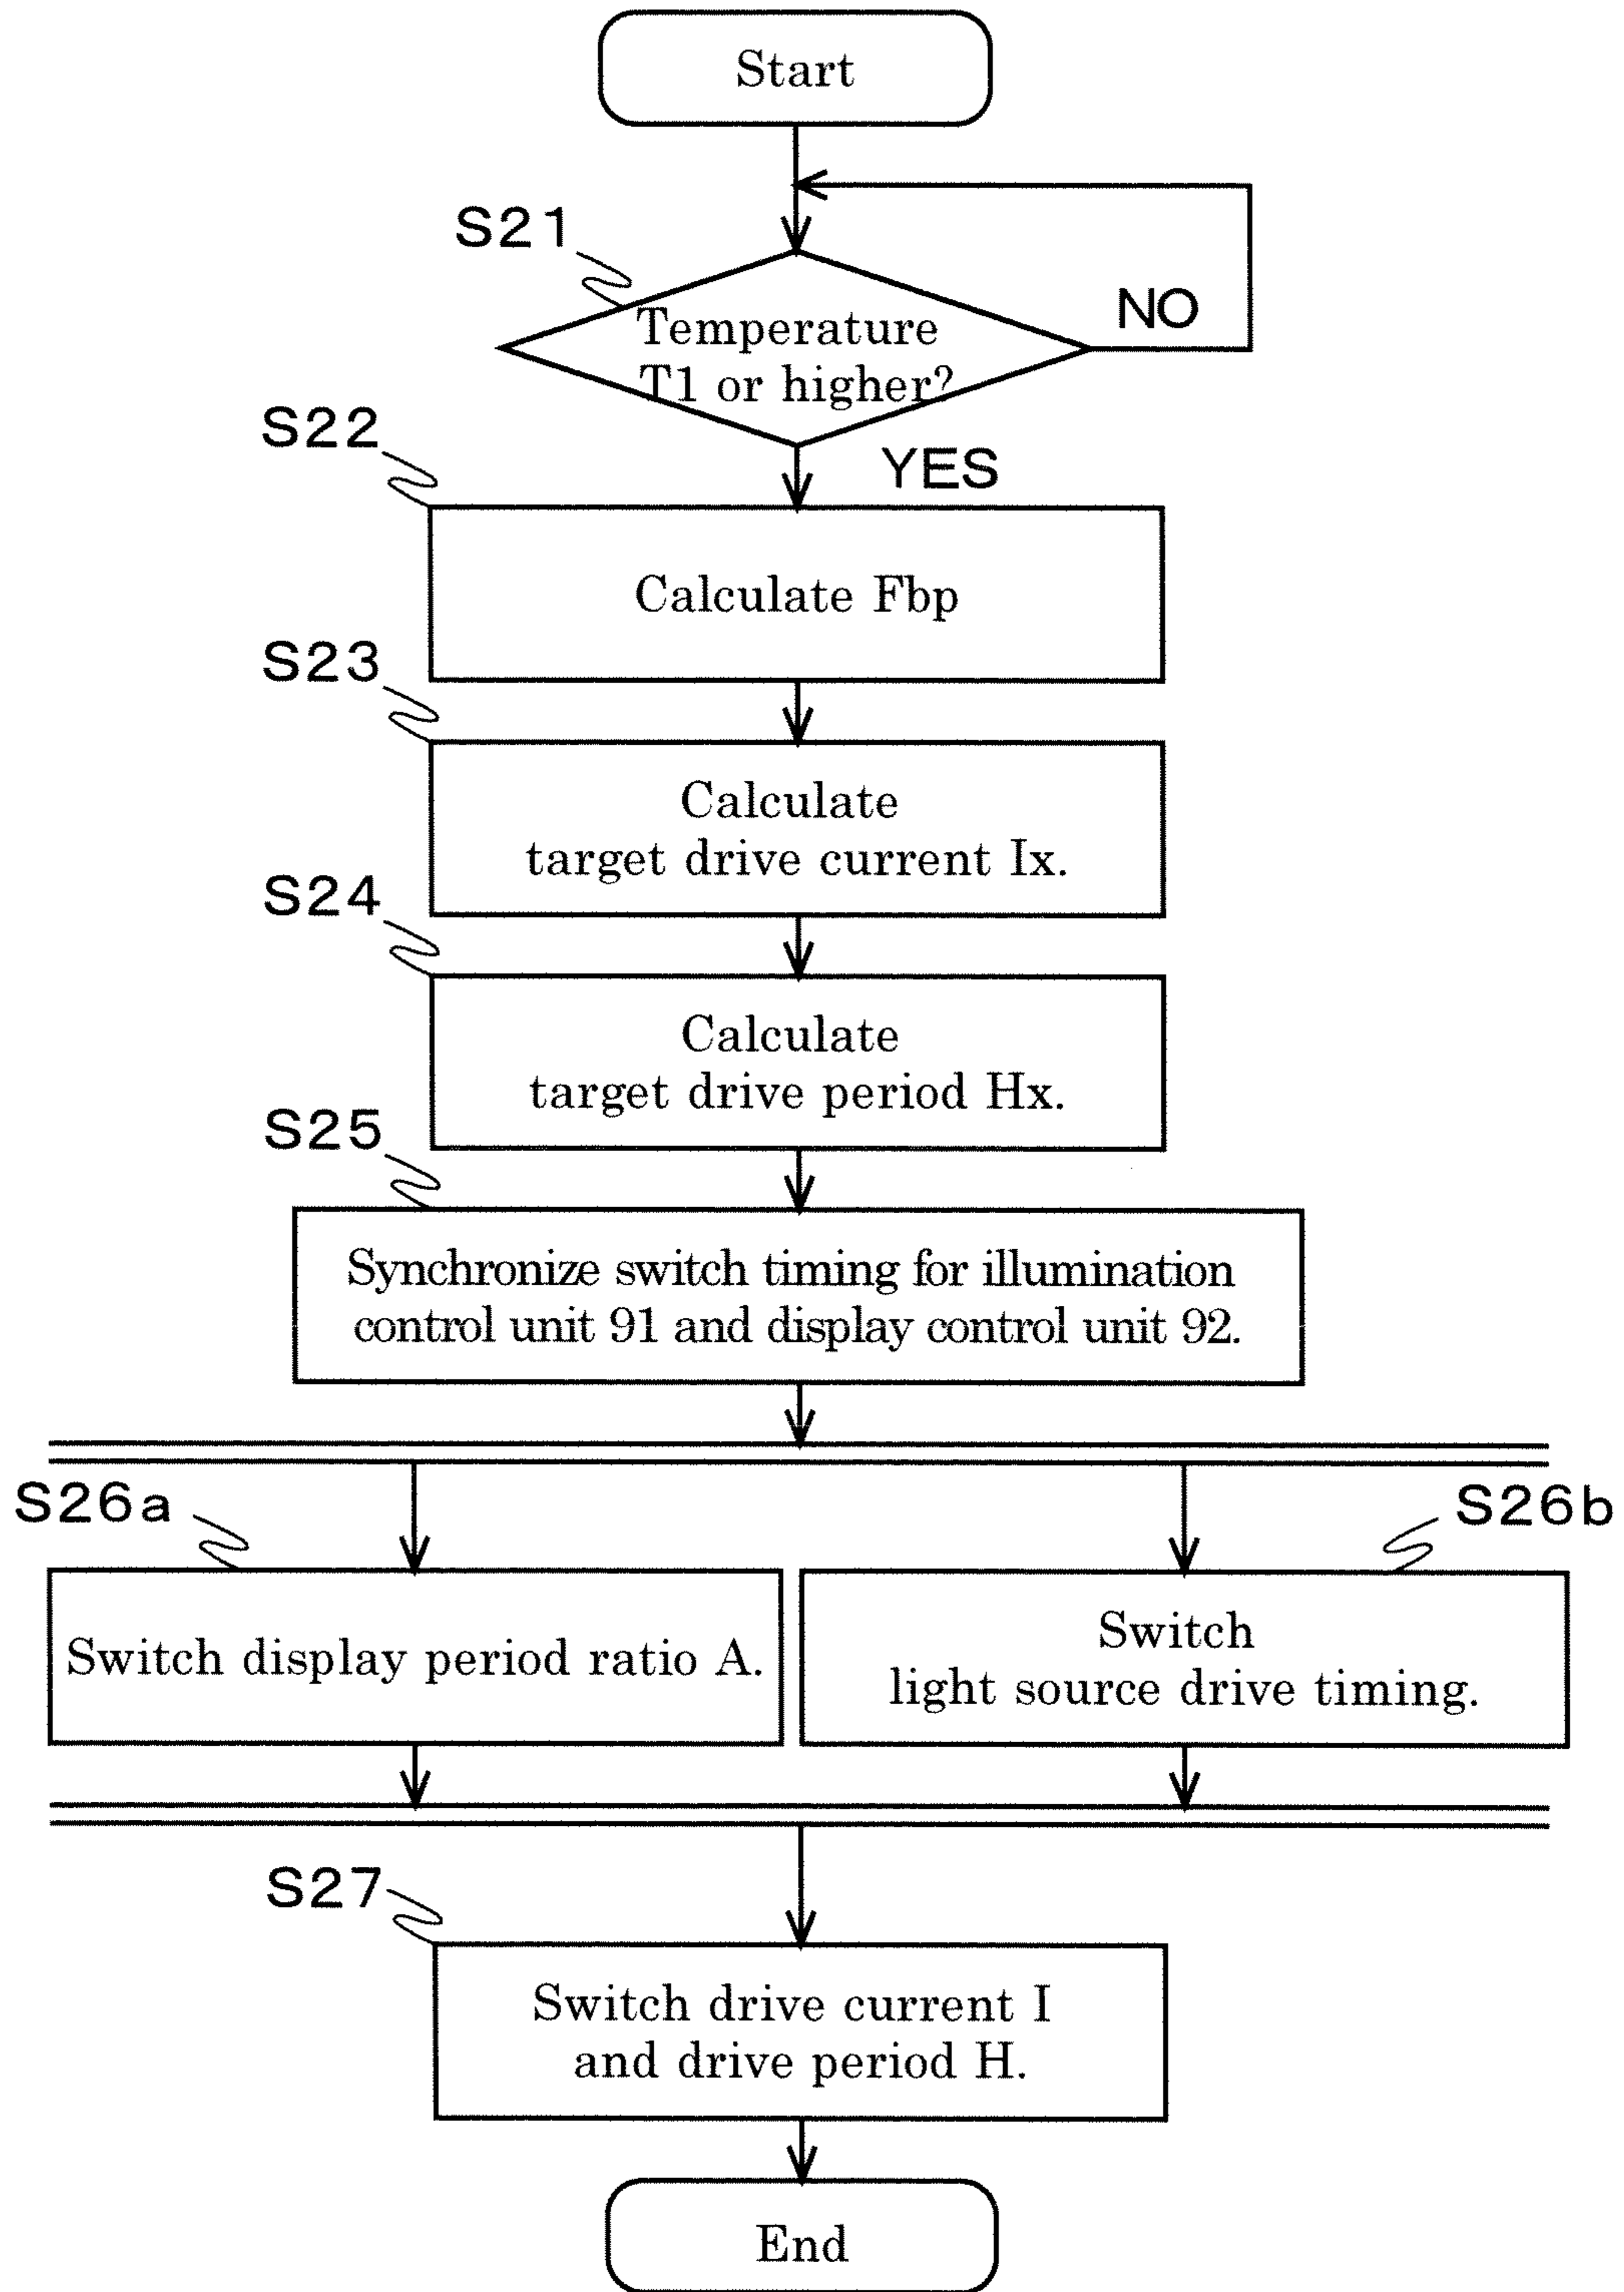 Start
S21
Temperature
T1 or higher?
NO
YES
S22
Calculate Fbp
S23
Calculate
target drive current Ix.
S24
Calculate
target drive period Hx.
S25
Synchronize switch timing for illumination
control unit 91 and display control unit 92.
S26a
Switch display period ratio A.
S26b
Switch
light source drive timing.
S27
Switch drive current I
and drive period H.
End